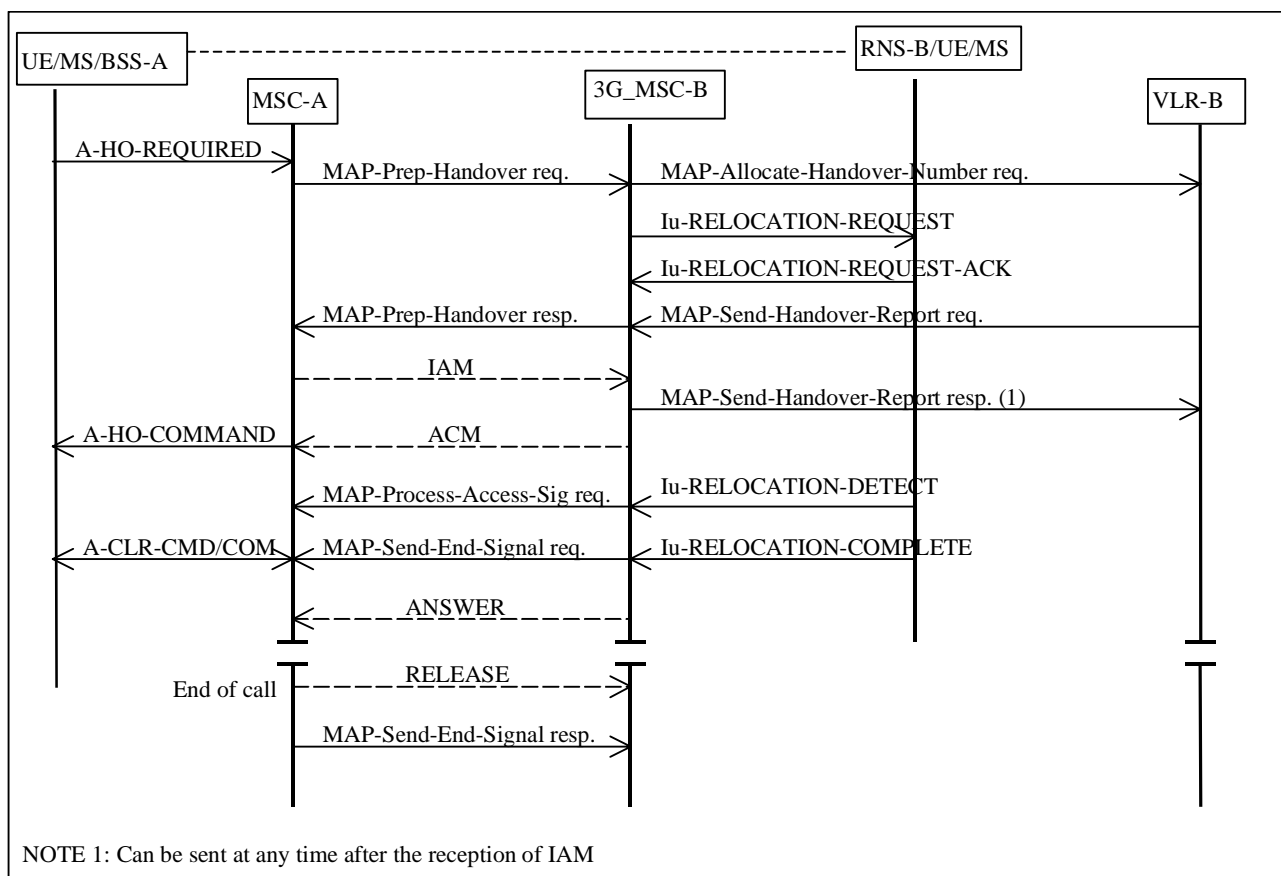 UE/MS/BSS-A
RNS-B/UE/MS
MSC-A
3G_MSC-B
VLR-B
A-HO-REQUIRED
MAP-Prep-Handover req.
MAP-Allocate-Handover-Number req.
Iu-RELOCATION-REQUEST
Iu-RELOCATION-REQUEST-ACK
MAP-Prep-Handover resp.
MAP-Send-Handover-Report req.
IAM
MAP-Send-Handover-Report resp. (1)
A-HO-COMMAND
ACM
MAP-Process-Access-Sig req.
Iu-RELOCATION-DETECT
A-CLR-CMD/COM
MAP-Send-End-Signal req.
Iu-RELOCATION-COMPLETE
ANSWER
End of call
RELEASE
MAP-Send-End-Signal resp.
NOTE 1: Can be sent at any time after the reception of IAM